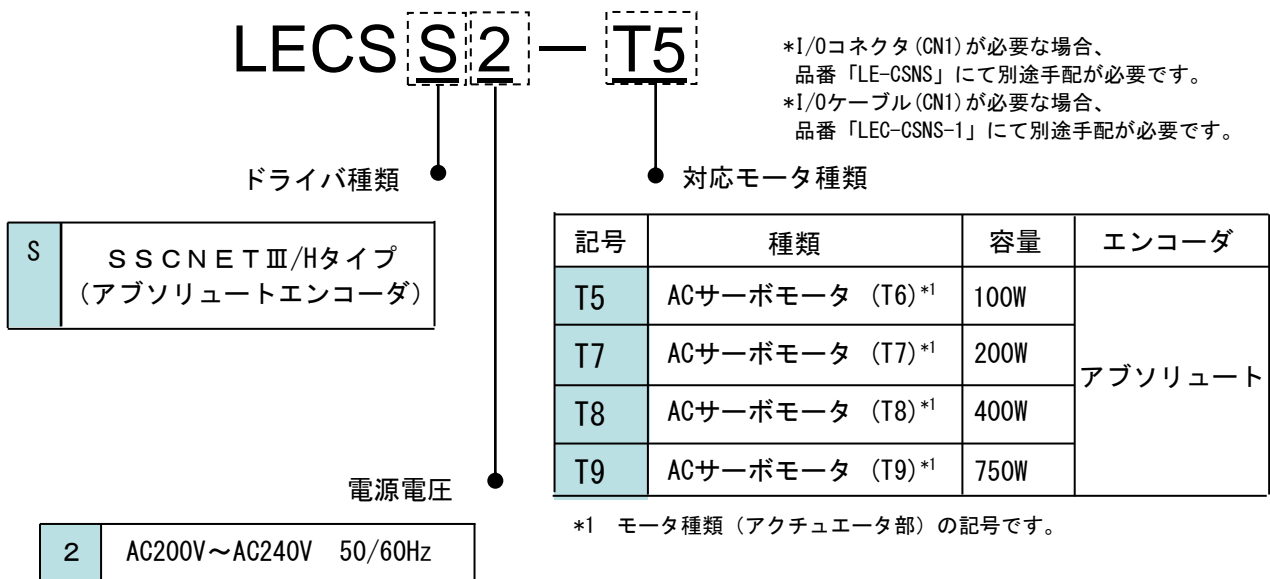 LECSS2-T5
*I/Oコネクタ(CN1)が必要な場合、
品番「LE-CSNS」にて別途手配が必要です。
*I/Oケーブル(CN1)が必要な場合、
品番「LEC-CSNS-1」にて別途手配が必要です。
ドライバ種類
対応モータ種類
S
SSCNETⅢ/Hタイプ
(アブソリュートエンコーダ)
記号 種類 容量 エンコーダ
T5 ACサーボモータ (T6)*1 100W
T7 ACサーボモータ (T7)*1 200W
アブソリュート
T8 ACサーボモータ (T8)*1 400W
T9 ACサーボモータ (T9)*1 750W
*1 モータ種類(アクチュエータ部)の記号です。
電源電圧
2 AC200V～AC240V 50/60Hz